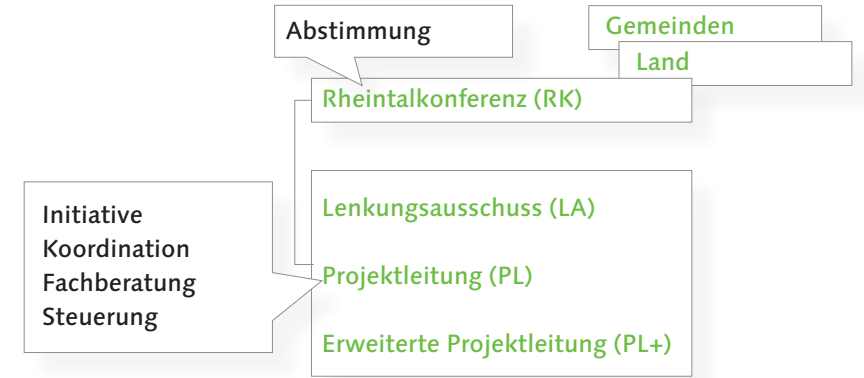 Abstimmung
Gemeinden
Land
Rheintalkonferenz (RK)
Initiative
Koordination
Fachberatung
Steuerung
Lenkungsausschuss (LA)
Projektleitung (PL)
Erweiterte Projektleitung (PL+)